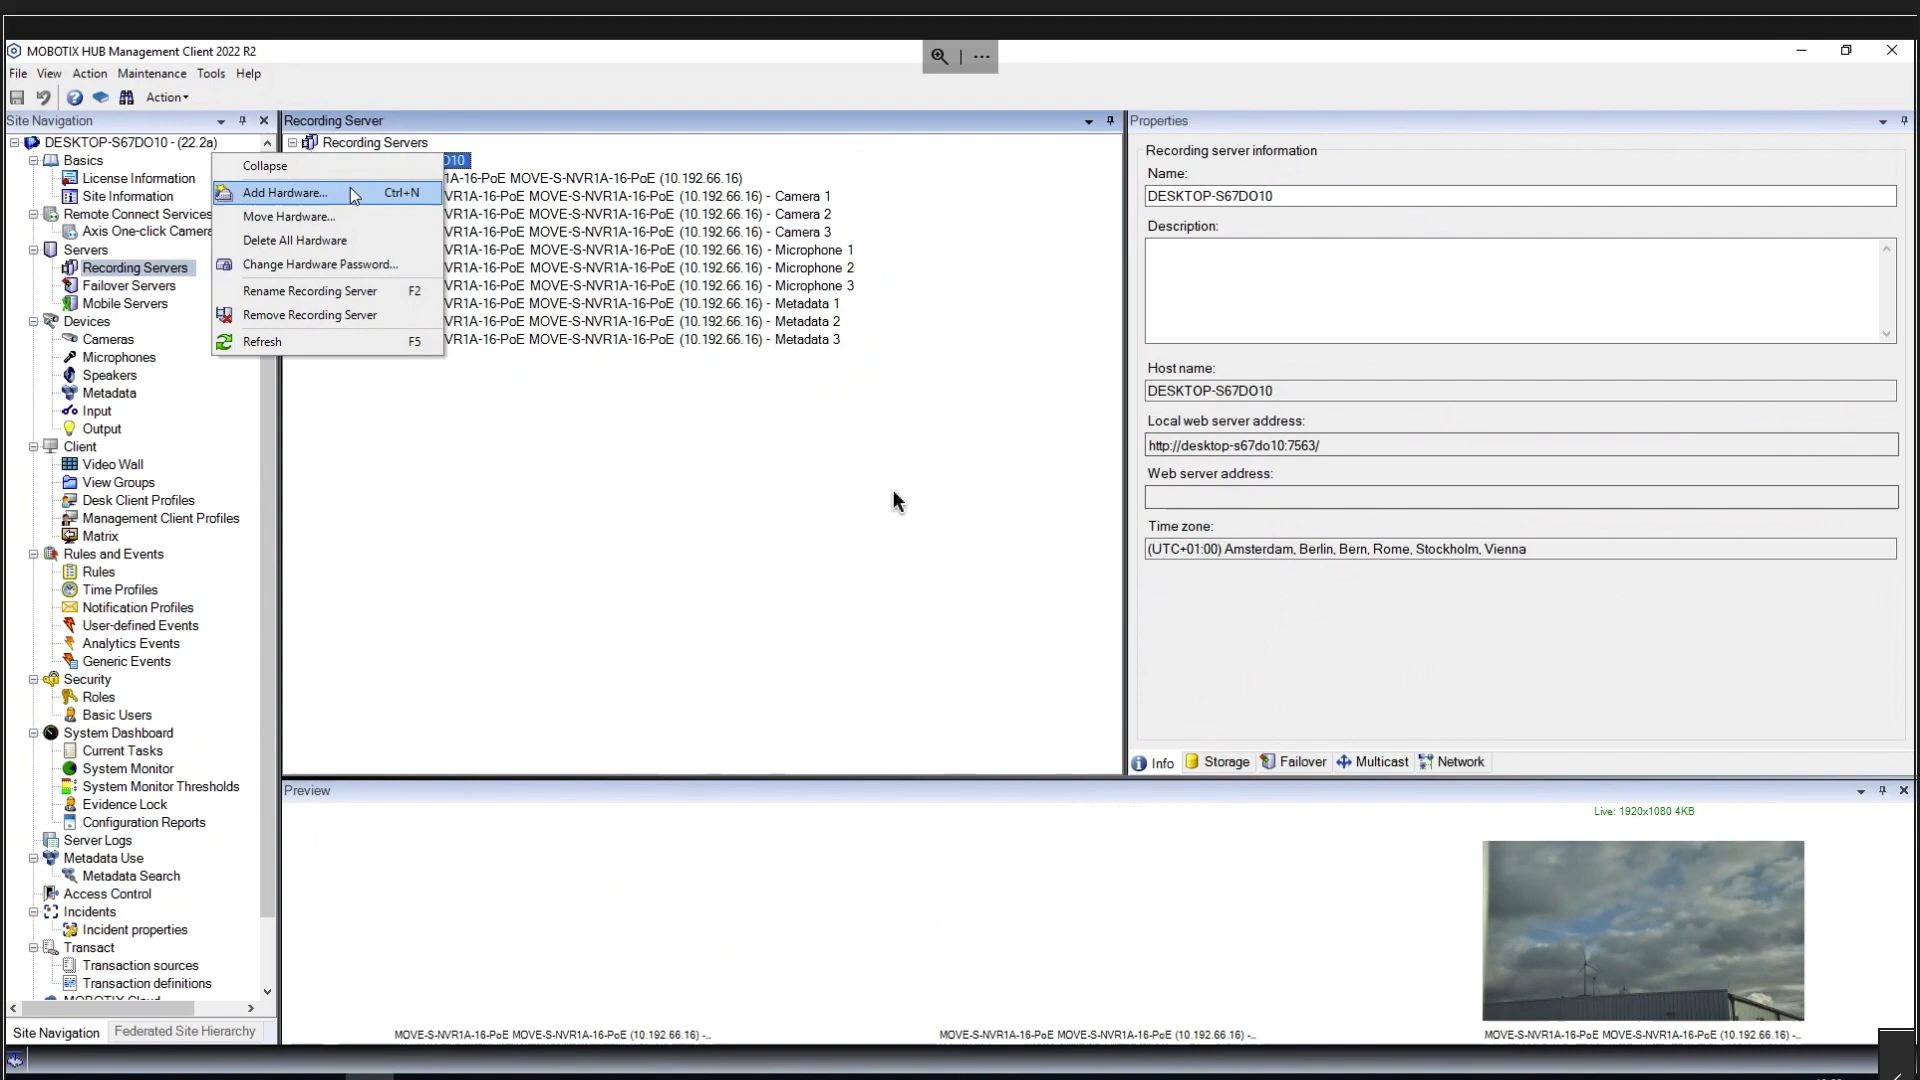 MOBOTIX HUB Management Client 2022 R2
File View Action Maintenance Tools Help
Action
Site Navigation
DESKTOP-S67DO10 - (22.2a)
Basics
License Information
Site Information
Remote Connect Services
Axis One-click Camera
Servers
Recording Servers
Failover Servers
Mobile Servers
Devices
Cameras
Microphones
Speakers
Metadata
Input
Output
Client
Video Wall
View Groups
Desk Client Profiles
Management Client Profiles
Matrix
Rules and Events
Rules
Time Profiles
Notification Profiles
User-defined Events
Analytics Events
Generic Events
Security
Roles
Basic Users
System Dashboard
Current Tasks
System Monitor
System Monitor Thresholds
Evidence Lock
Configuration Reports
Server Logs
Metadata Use
Metadata Search
Access Control
Incidents
Incident properties
Transact
Transaction sources
Transaction definitions
MOBOTIX Cloud
Site Navigation Federated Site Hierarchy
Collapse
Add Hardware... Ctrl+N
Move Hardware...
Delete All Hardware
Change Hardware Password...
Rename Recording Server F2
Remove Recording Server
Refresh F5
Recording Server
Recording Servers
O10
1A-16-PoE MOVE-S-NVR1A-16-PoE (10.192.66.16)
VR1A-16-PoE MOVE-S-NVR1A-16-PoE (10.192.66.16) - Camera 1
VR1A-16-PoE MOVE-S-NVR1A-16-PoE (10.192.66.16) - Camera 2
VR1A-16-PoE MOVE-S-NVR1A-16-PoE (10.192.66.16) - Camera 3
VR1A-16-PoE MOVE-S-NVR1A-16-PoE (10.192.66.16) - Microphone 1
VR1A-16-PoE MOVE-S-NVR1A-16-PoE (10.192.66.16) - Microphone 2
VR1A-16-PoE MOVE-S-NVR1A-16-PoE (10.192.66.16) - Microphone 3
VR1A-16-PoE MOVE-S-NVR1A-16-PoE (10.192.66.16) - Metadata 1
VR1A-16-PoE MOVE-S-NVR1A-16-PoE (10.192.66.16) - Metadata 2
VR1A-16-PoE MOVE-S-NVR1A-16-PoE (10.192.66.16) - Metadata 3
Properties
Recording server information
Name:
DESKTOP-S67DO10
Description:
Host name:
DESKTOP-S67DO10
Local web server address:
http://desktop-s67do10:7563/
Web server address:
Time zone:
(UTC+01:00) Amsterdam, Berlin, Bern, Rome, Stockholm, Vienna
Info Storage Failover Multicast Network
Preview
Live: 1920x1080 4KB
MOVE-S-NVR1A-16-PoE MOVE-S-NVR1A-16-PoE (10.192.66.16) -...
MOVE-S-NVR1A-16-PoE MOVE-S-NVR1A-16-PoE (10.192.66.16) -...
MOVE-S-NVR1A-16-PoE MOVE-S-NVR1A-16-PoE (10.192.66.16) -...